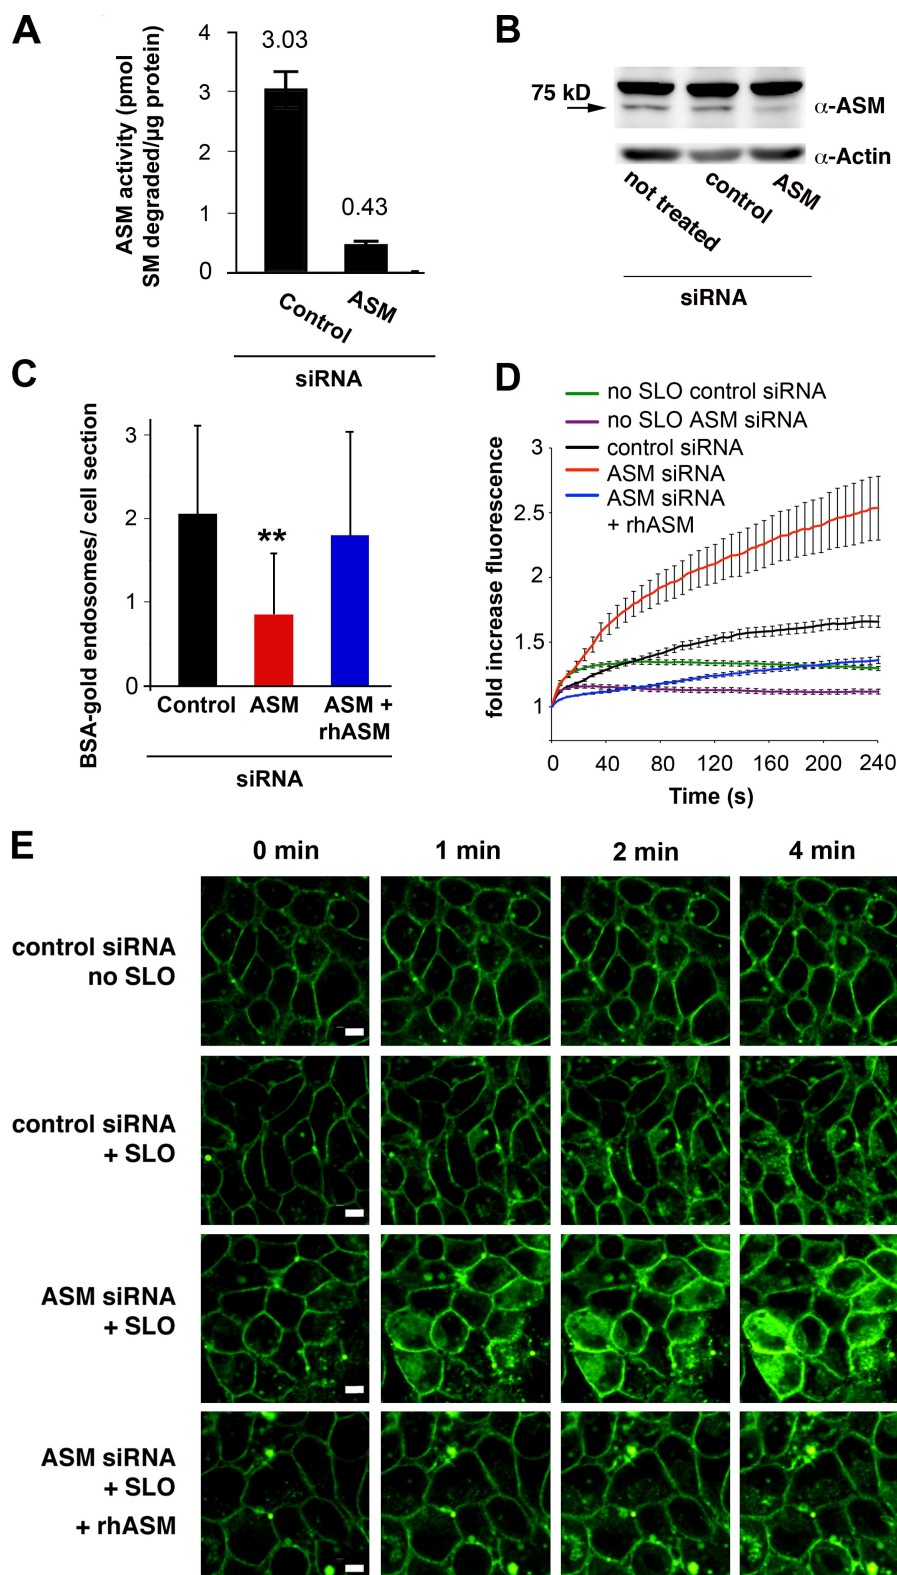 A
ASM activity (pmol
SM degraded/µg protein)
4
3
2
1
0
3.03
0.43
Control
ASM
siRNA
B
75 kD
α-ASM
α-Actin
not treated
control
ASM
siRNA
C
BSA-gold endosomes/ cell section
3
2
1
0
**
Control
ASM
ASM +
rhASM
siRNA
D
no SLO control siRNA
no SLO ASM siRNA
control siRNA
ASM siRNA
ASM siRNA
+ rhASM
fold increase fluorescence
3
2.5
2
1.5
1
0 40 80 120 160 200 240
Time (s)
E
0 min 1 min 2 min 4 min
control siRNA
no SLO
control siRNA
+ SLO
ASM siRNA
+ SLO
ASM siRNA
+ SLO
+ rhASM